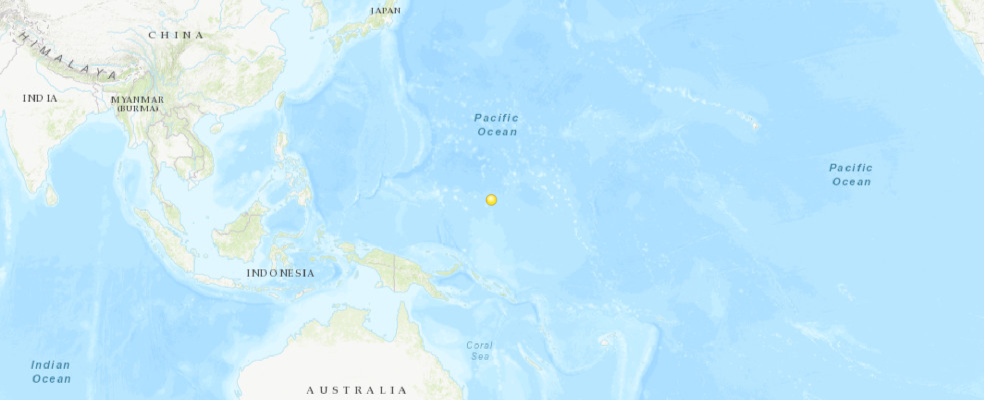 JAPAN
CHINA
HIMALAYA
INDIA
MYANMAR
(BURMA)
Pacific
Ocean
Pacific
Ocean
INDONESIA
Coral
Sea
Indian
Ocean
AUSTRALIA